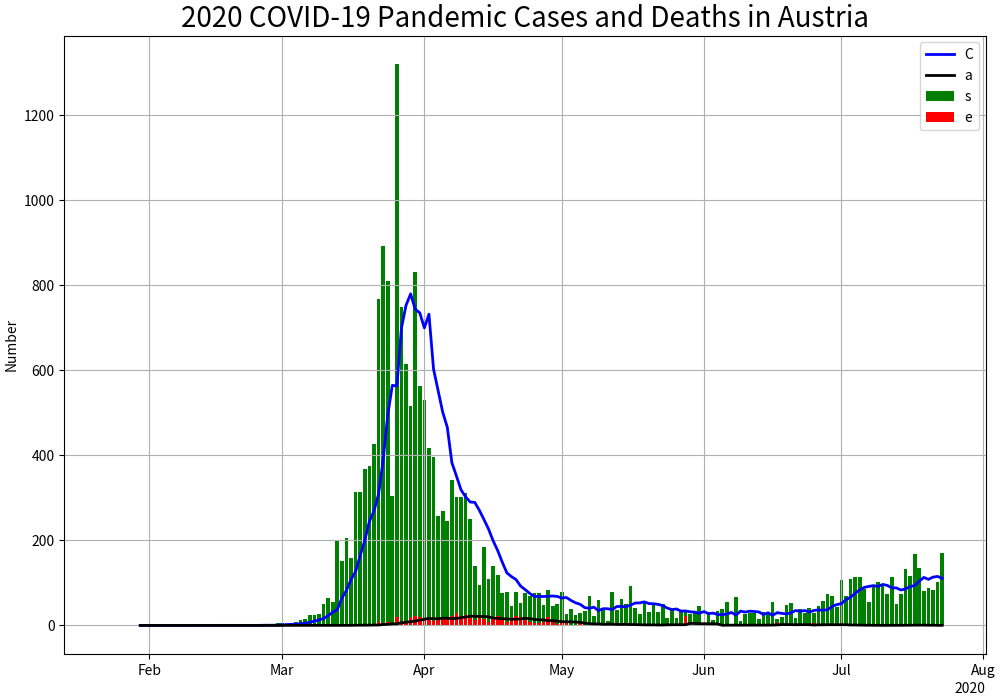 2020 COVID-19 Pandemic Cases and Deaths in Austria
C
a
s
e
Number
1200
1000
800
600
400
200
0
Feb
Mar
Apr
May
Jun
Jul
Aug
2020